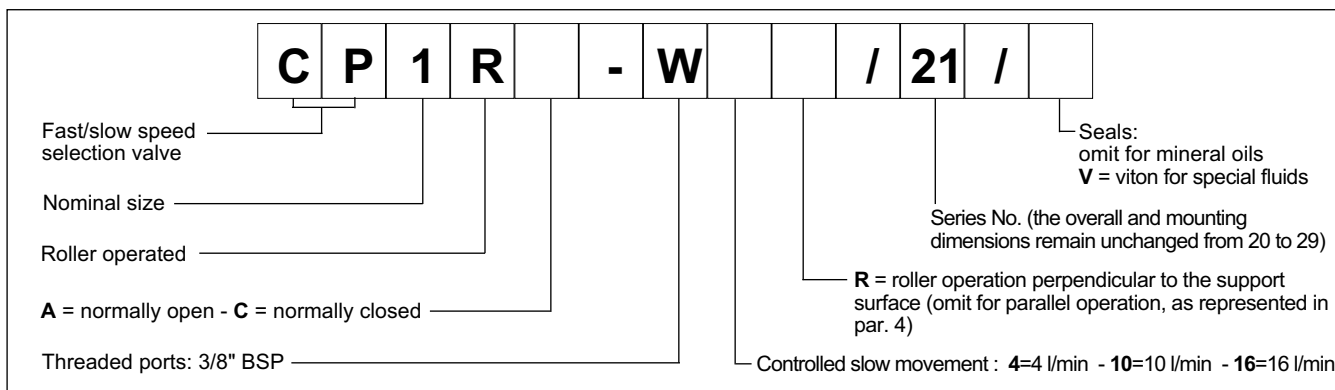 C P 1 R - W / 21 /
Fast/slow speed
selection valve
Nominal size
Roller operated
A = normally open - C = normally closed
Threaded ports: 3/8" BSP
Seals:
omit for mineral oils
V = viton for special fluids
Series No. (the overall and mounting
dimensions remain unchanged from 20 to 29)
R = roller operation perpendicular to the support
surface (omit for parallel operation, as represented in
par. 4)
Controlled slow movement : 4=4 l/min - 10=10 l/min - 16=16 l/min